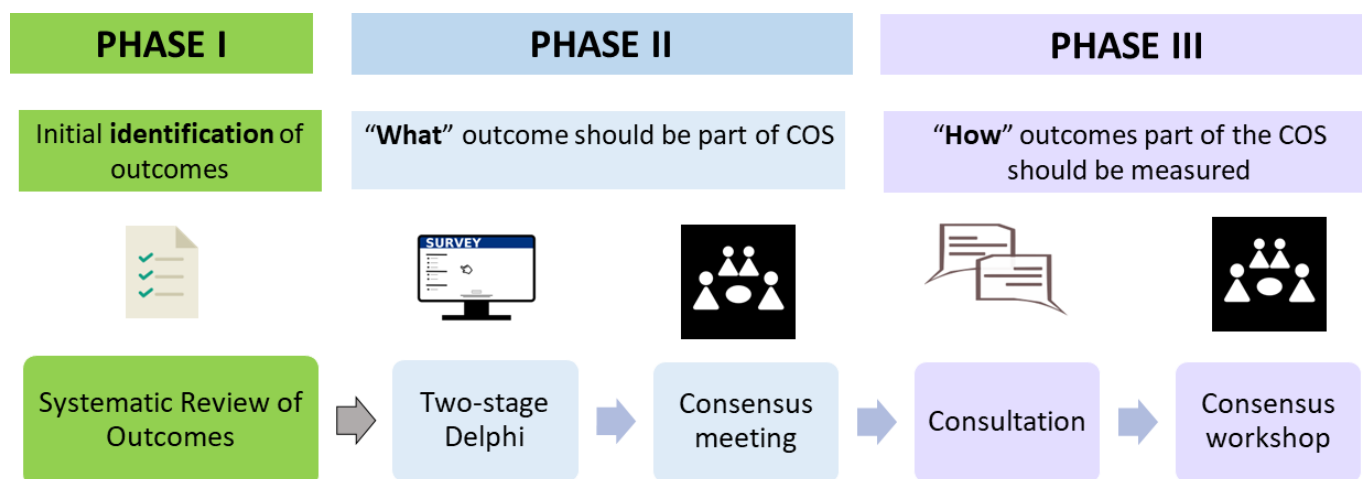 PHASE I
PHASE II
PHASE III
Initial identification of
outcomes
“What” outcome should be part of COS
“How” outcomes part of the COS
should be measured
SURVEY
Systematic Review of
Outcomes
Two-stage
Delphi
Consensus
meeting
Consultation
Consensus
workshop